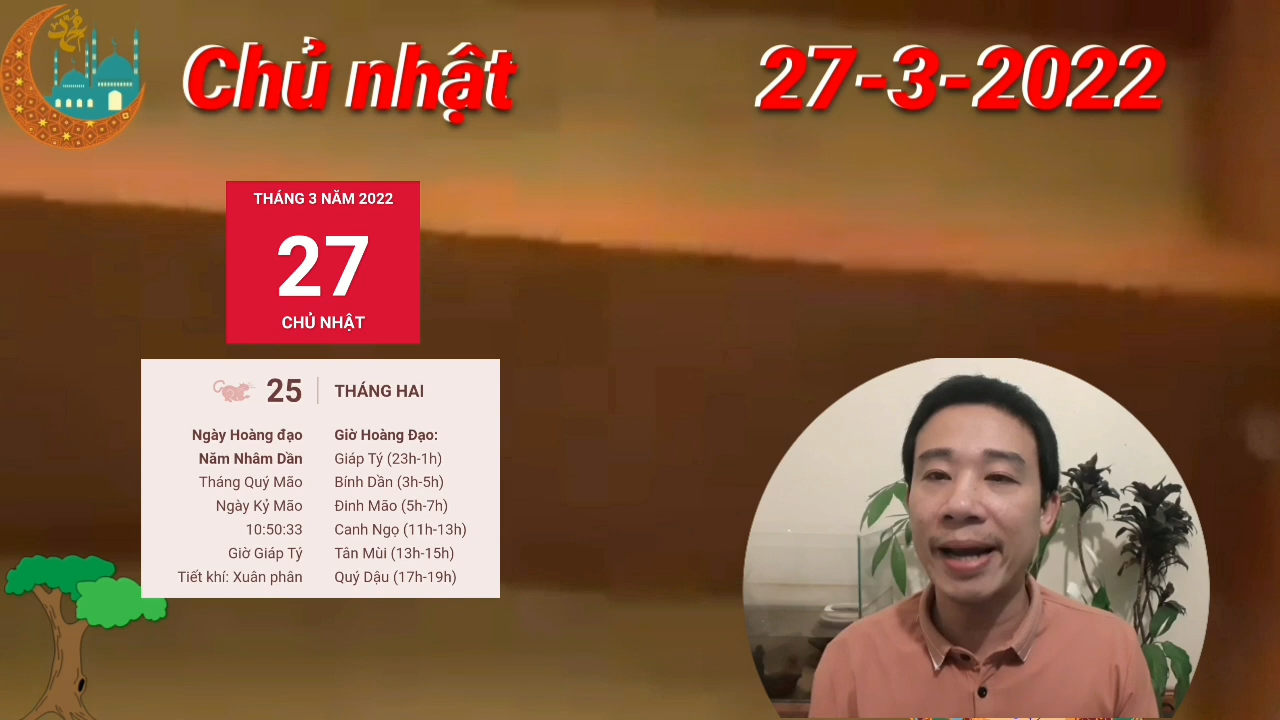 Chủ nhật
27-3-2022
THÁNG 3 NĂM 2022
27
CHỦ NHẬT
25
THÁNG HAI
Ngày Hoàng đạo
Năm Nhâm Dần
Tháng Quý Mão
Ngày Kỷ Mão
10:50:33
Giờ Giáp Tý
Tiết khí: Xuân phân
Giờ Hoàng Đạo:
Giáp Tý (23h-1h)
Bính Dần (3h-5h)
Đinh Mão (5h-7h)
Canh Ngọ (11h-13h)
Tân Mùi (13h-15h)
Quý Dậu (17h-19h)